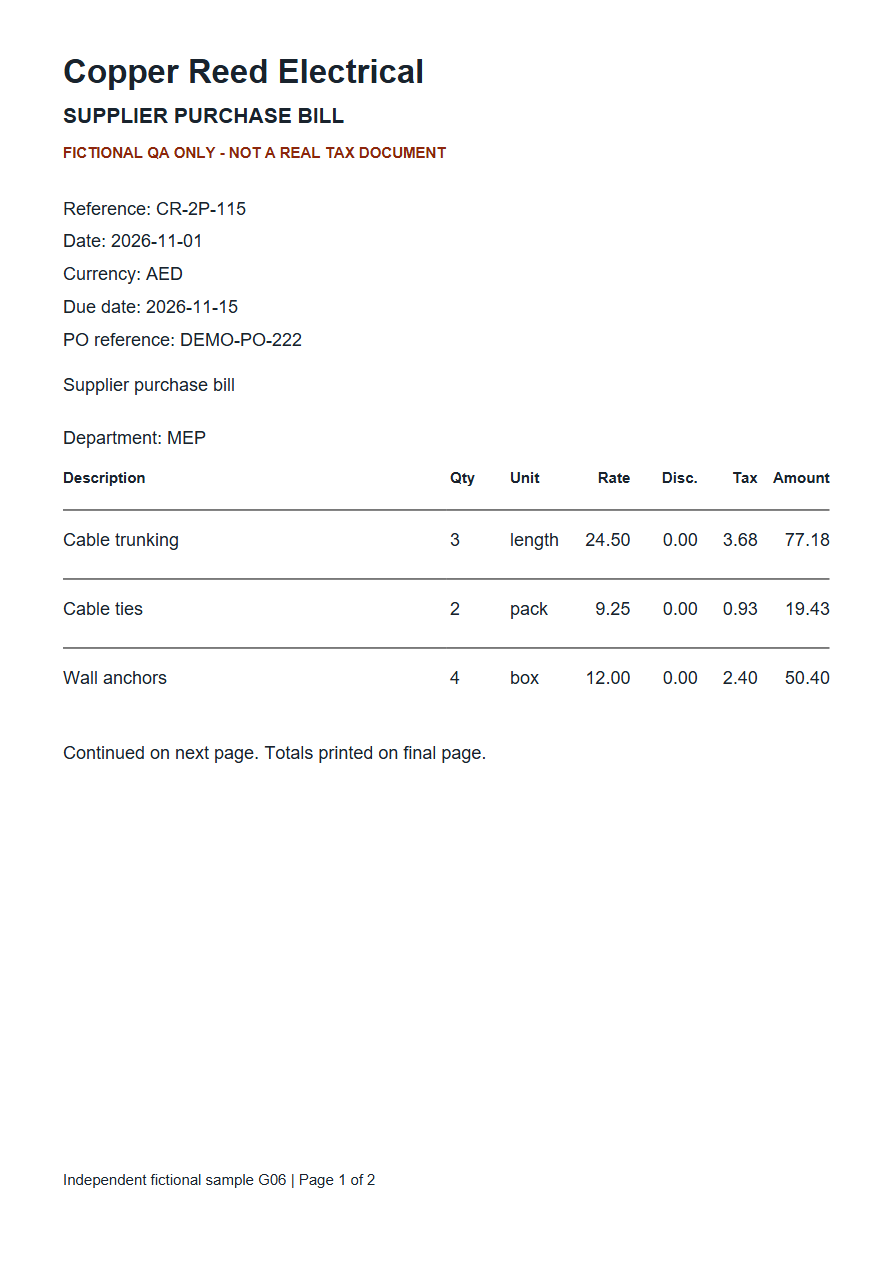 Copper Reed Electrical
SUPPLIER PURCHASE BILL
FICTIONAL QA ONLY - NOT A REAL TAX DOCUMENT
Reference: CR-2P-115
Date: 2026-11-01
Currency: AED
Due date: 2026-11-15
PO reference: DEMO-PO-222
Supplier purchase bill
Department: MEP
Description Qty Unit Rate Disc. Tax Amount
Cable trunking 3 length 24.50 0.00 3.68 77.18
Cable ties 2 pack 9.25 0.00 0.93 19.43
Wall anchors 4 box 12.00 0.00 2.40 50.40
Continued on next page. Totals printed on final page.
Independent fictional sample G06 | Page 1 of 2